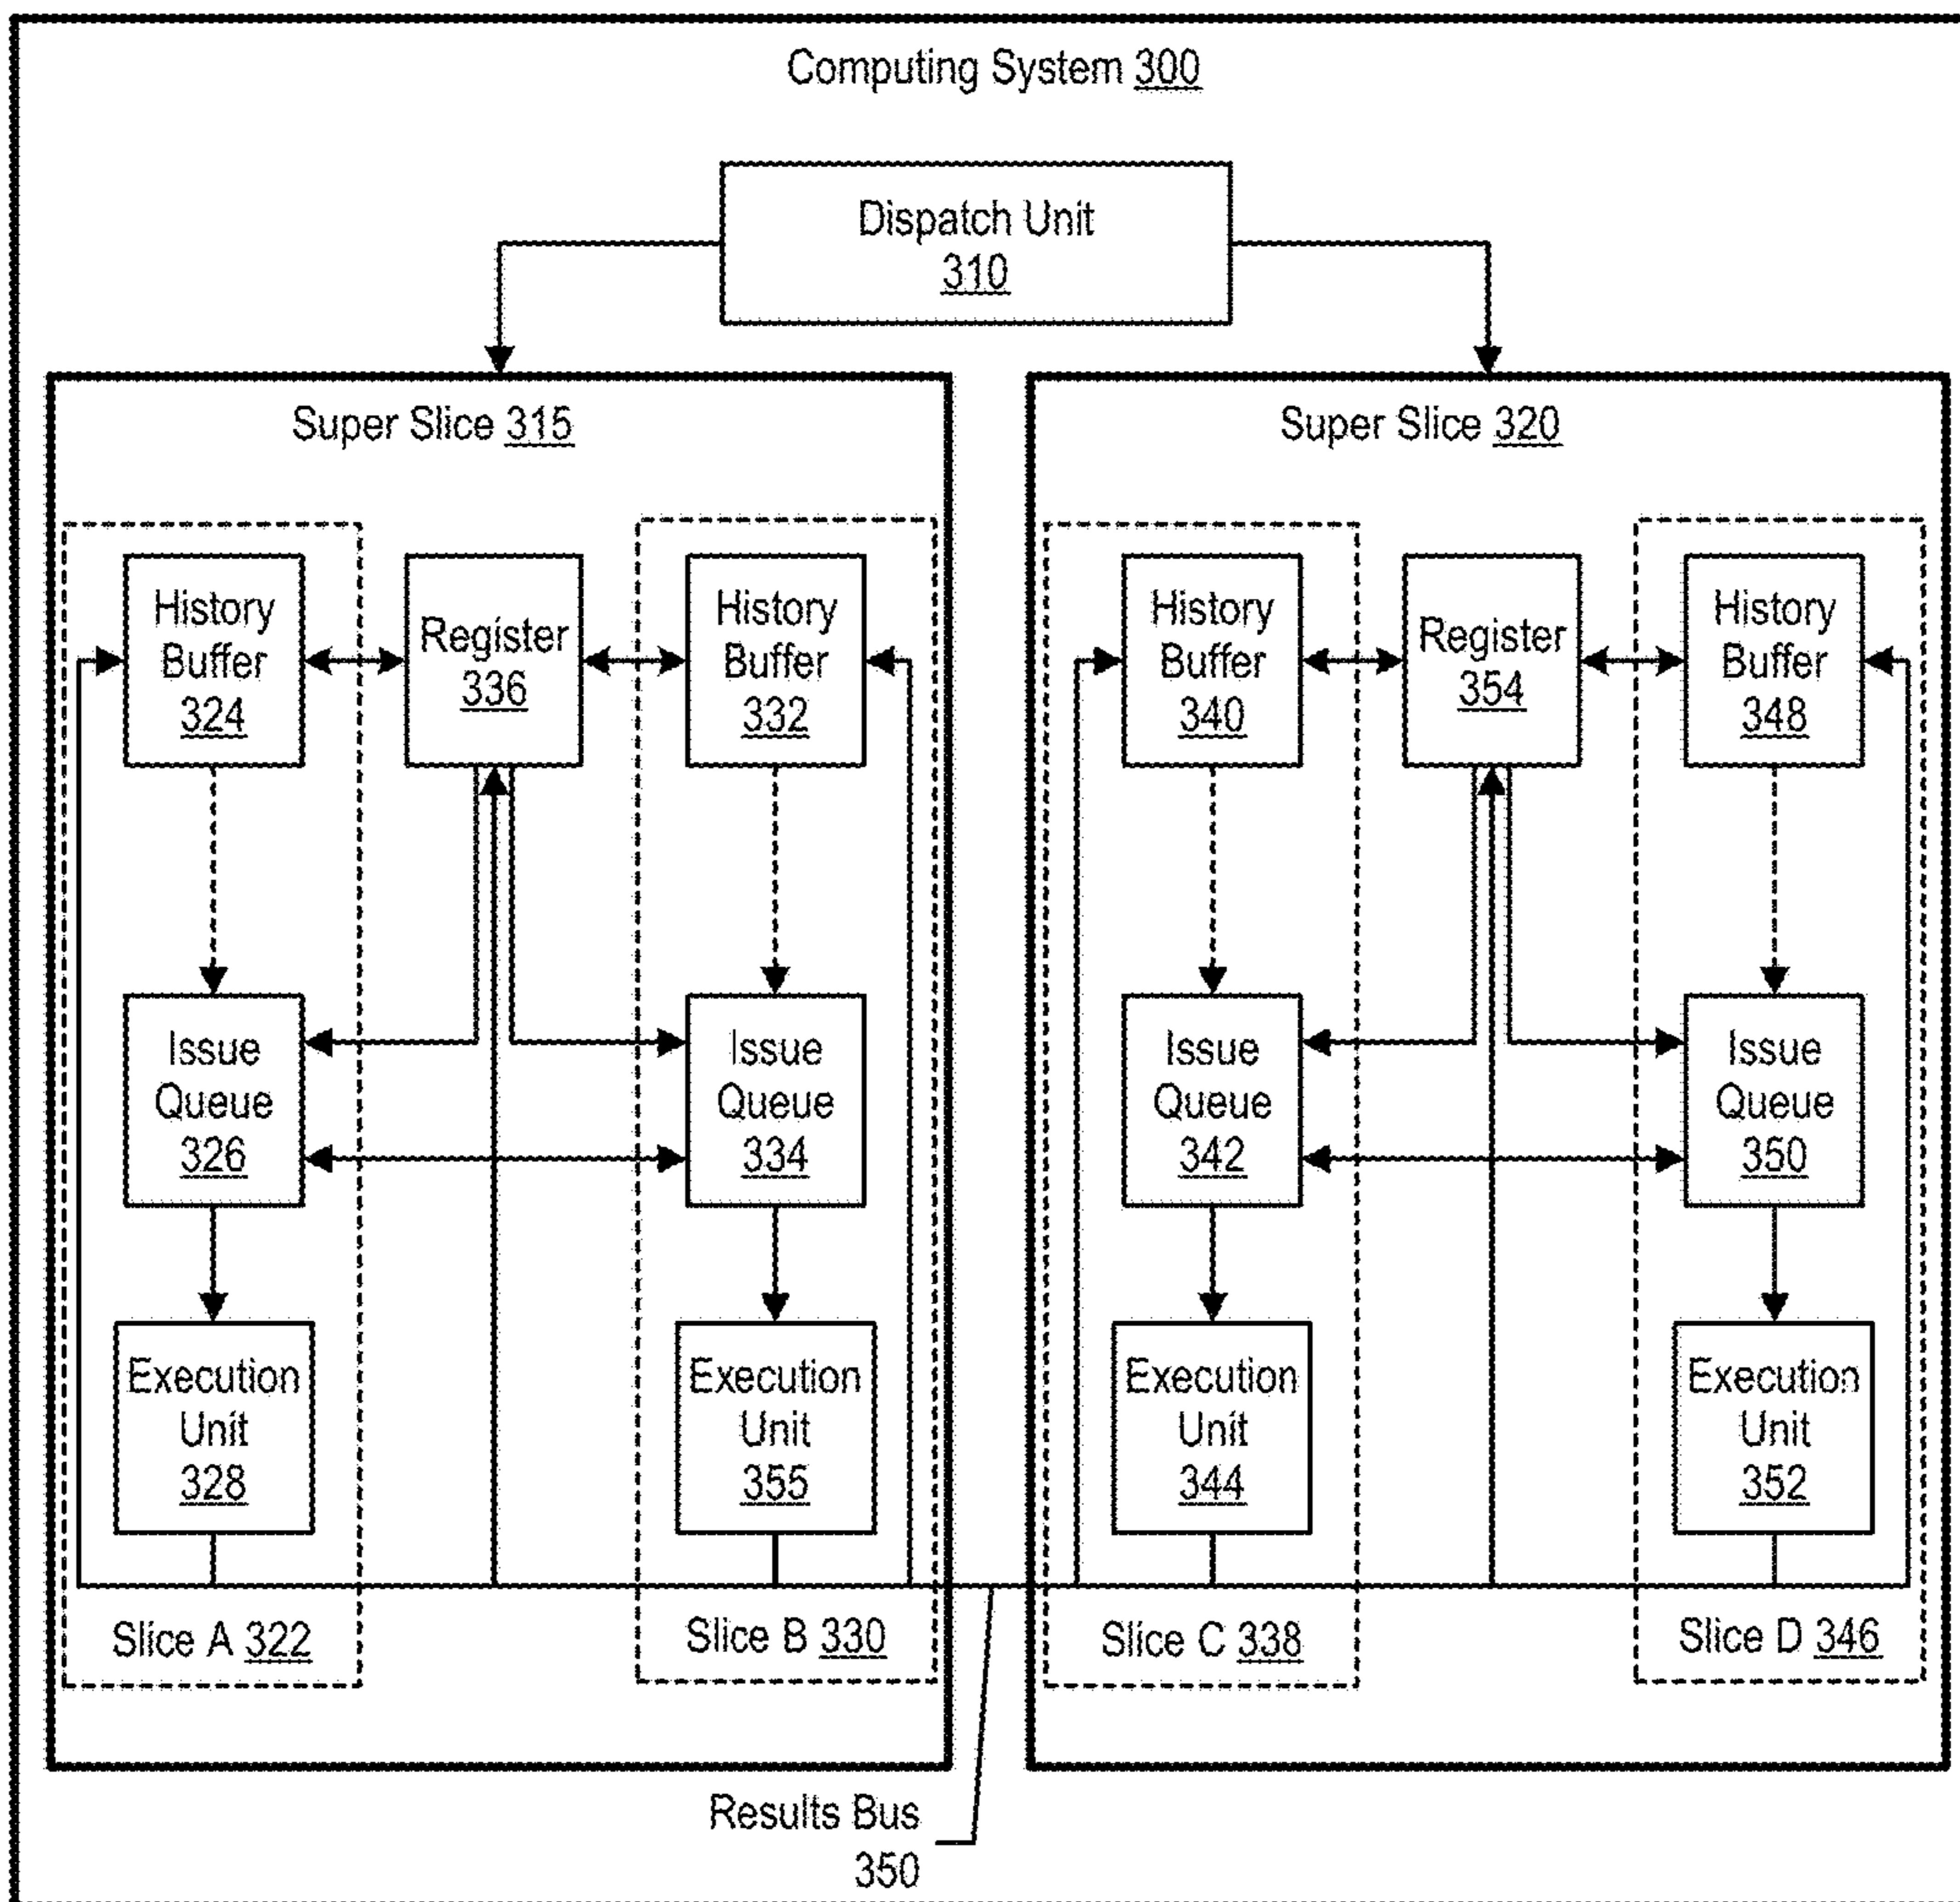 Computing System 300
Dispatch Unit
310
Super Slice 315
Super Slice 320
History
Buffer
324
Register
336
History
Buffer
332
History
Buffer
340
Register
354
History
Buffer
348
Issue
Queue
326
Issue
Queue
334
Issue
Queue
342
Issue
Queue
350
Execution
Unit
328
Execution
Unit
355
Execution
Unit
344
Execution
Unit
352
Slice A 322
Slice B 330
Slice C 338
Slice D 346
Results Bus
350